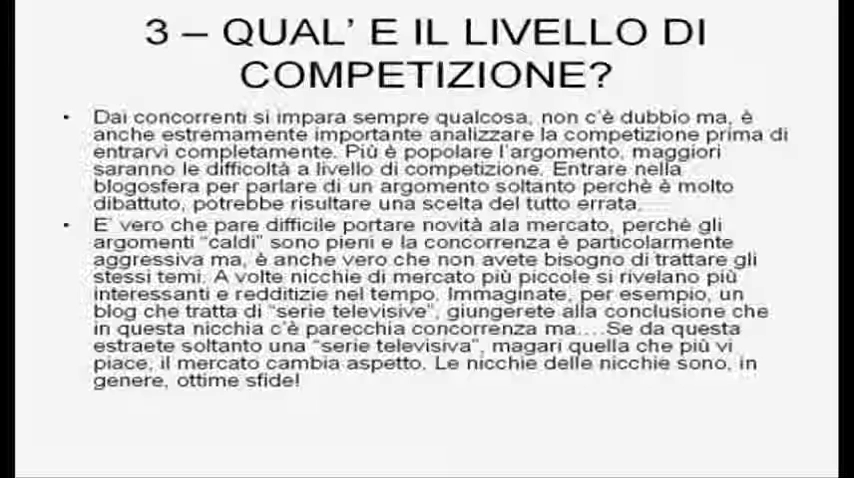 3 – QUAL' E IL LIVELLO DI
COMPETIZIONE?
• Dai concorrenti si impara sempre qualcosa, non c'è dubbio ma, è
anche estremamente importante analizzare la competizione prima di
entrarvi completamente. Più è popolare l'argomento, maggiori
saranno le difficoltà a livello di competizione. Entrare nella
blogosfera per parlare di un argomento soltanto perchè è molto
dibattuto, potrebbe risultare una scelta del tutto errata.
• E' vero che pare difficile portare novità ala mercato, perché gli
argomenti "caldi" sono pieni e la concorrenza è particolarmente
aggressiva ma, è anche vero che non avete bisogno di trattare gli
stessi temi. A volte nicchie di mercato più piccole si rivelano più
interessanti e redditizie nel tempo. Immaginate, per esempio, un
blog che tratta di "serie televisive", giungerete alla conclusione che
in questa nicchia c'è parecchia concorrenza ma....Se da questa
estraete soltanto una "serie televisiva", magari quella che più vi
piace, il mercato cambia aspetto. Le nicchie delle nicchie sono, in
genere, ottime sfide!